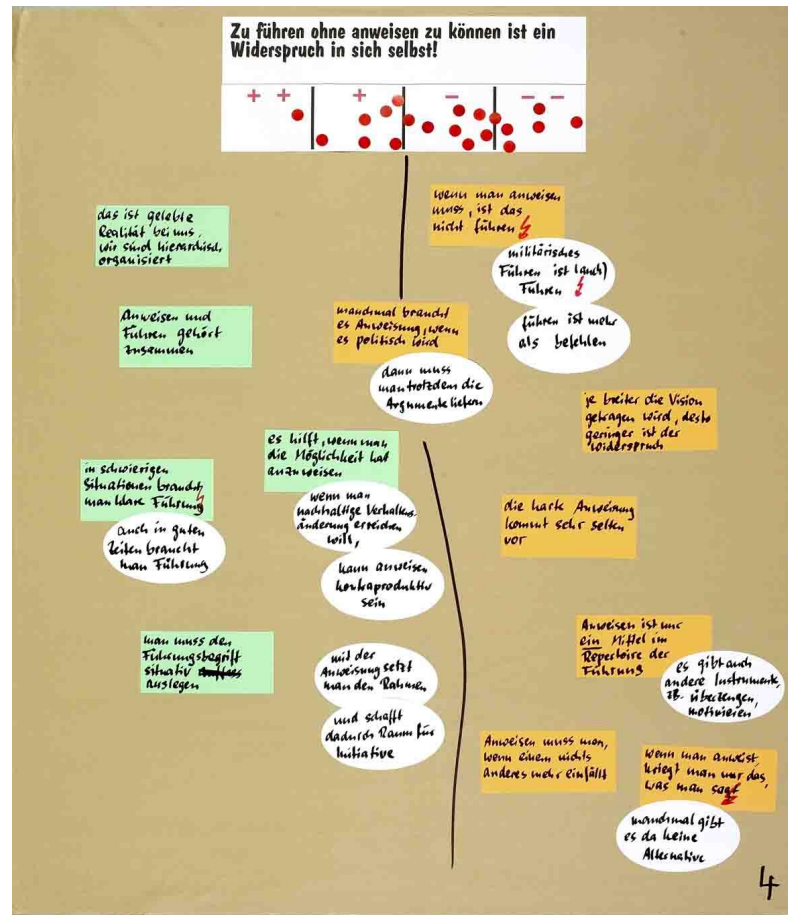 Zu führen ohne anweisen zu können ist ein
Widerspruch in sich selbst!
+ +
+
−
− −
das ist gelebte
Realität bei uns,
wir sind hierarchisch
organisiert
Anweisen und
Führen gehört
zusammen
in schwierigen
Situationen braucht
man klare Führung
auch in guten
Zeiten braucht
man Führung
es hilft, wenn man
die Möglichkeit hat
anzuweisen
wenn man
nachhaltige Verhaltens-
änderung erreichen
will,
kann anweisen
kontraproduktiv
sein
man muss den
Führungsbegriff
situativ
auslegen
mit der
Anweisung setzt
man den Rahmen
und schafft
dadurch Raum für
Initiative
wenn man anweisen
muss, ist das
nicht führen
militärisches
Führen ist (auch)
Führen
führen ist mehr
als befehlen
manchmal braucht
es Anweisung, wenn
es politisch wird
dann muss
man trotzdem die
Argumente liefern
je breiter die Vision
getragen wird, desto
geringer ist der
Widerspruch
die harte Anweisung
kommt sehr selten
vor
Anweisen ist nur
ein Mittel im
Repertoire der
Führung
es gibt auch
andere Instrumente,
zB. überzeugen,
motivieren
Anweisen muss man,
wenn einem nichts
anderes mehr einfällt
wenn man anweist,
kriegt man nur das,
was man sagt
manchmal gibt
es da keine
Alternative
4